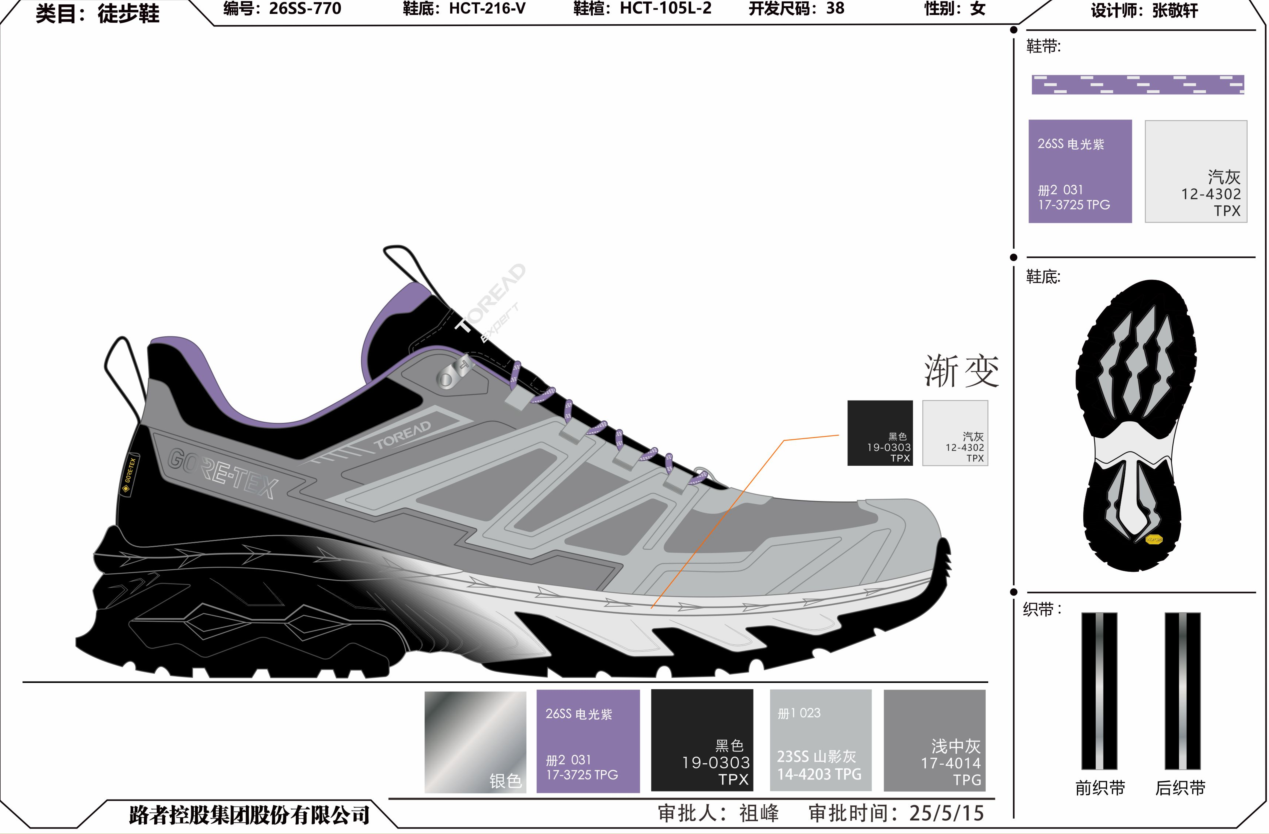 类目：徒步鞋
编号：26SS-770
鞋底：HCT-216-V
鞋楦：HCT-105L-2
开发尺码：38
性别：女
设计师：张敬轩
鞋带:
26SS 电光紫
册2 031
17-3725 TPG
汽灰
12-4302
TPX
鞋底:
TOREAD
Expert
TOREAD
GORE-TEX
GORE-TEX
渐变
黑色
19-0303
TPX
汽灰
12-4302
TPX
织带：
前织带
后织带
银色
26SS 电光紫
册2 031
17-3725 TPG
黑色
19-0303
TPX
册1 023
23SS 山影灰
14-4203 TPG
浅中灰
17-4014
TPG
路者控股集团股份有限公司
审批人：祖峰
审批时间：25/5/15